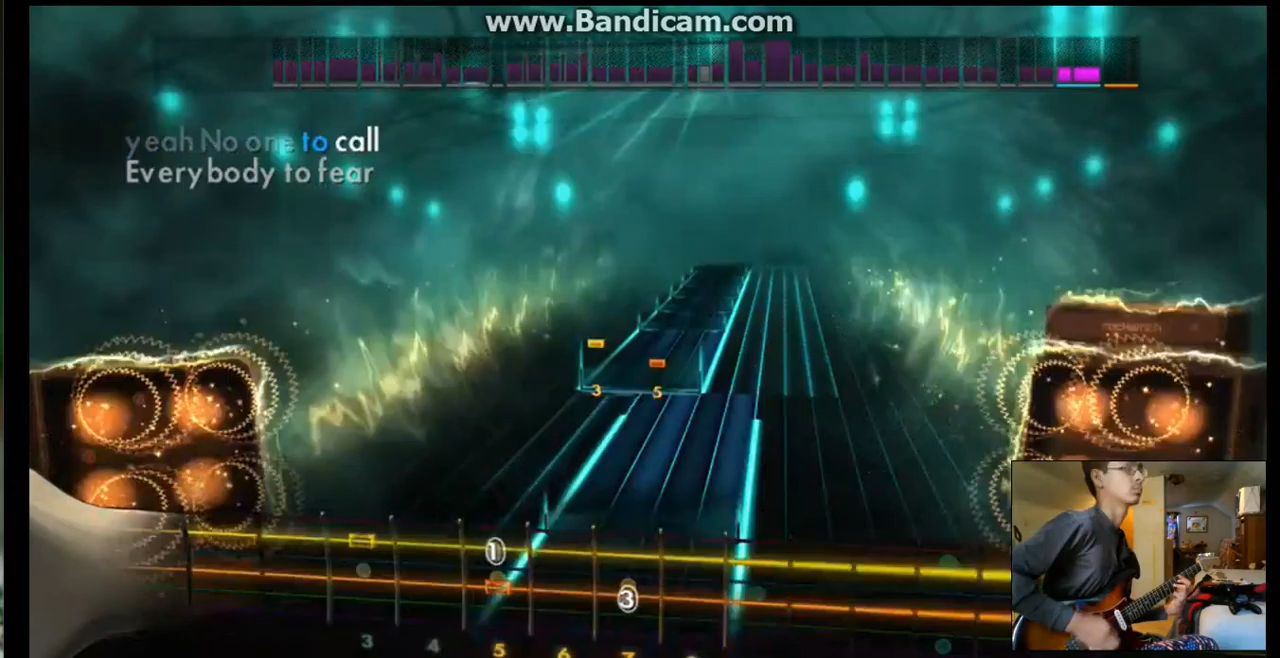 www.Bandicam.com
yeah No one to call
Everybody to fear
3 5
1
3
3 4 5 6 7